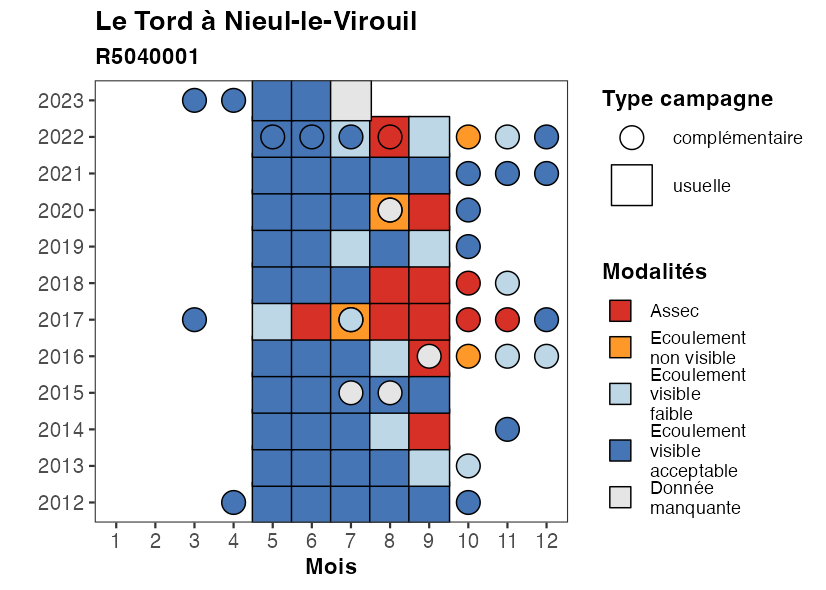 Le Tord à Nieul-le-Virouil
R5040001
2023
2022
2021
2020
2019
2018
2017
2016
2015
2014
2013
2012
1 2 3 4 5 6 7 8 9 10 11 12
Mois
Type campagne
complémentaire
usuelle
Modalités
Assec
Ecoulement
non visible
Ecoulement
visible
faible
Ecoulement
visible
acceptable
Donnée
manquante